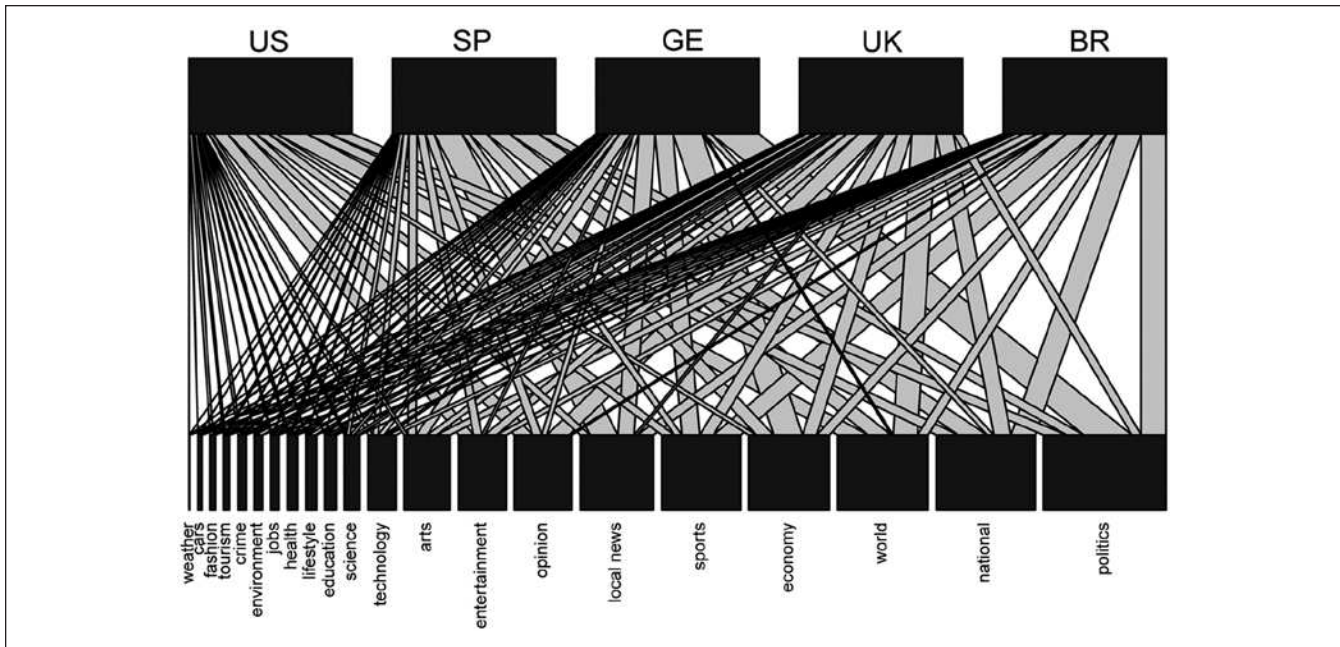 US SP GE UK BR
weather
cars
fashion
tourism
crime
environment
jobs
health
lifestyle
education
science
technology
arts
entertainment
opinion
local news
sports
economy
world
national
politics